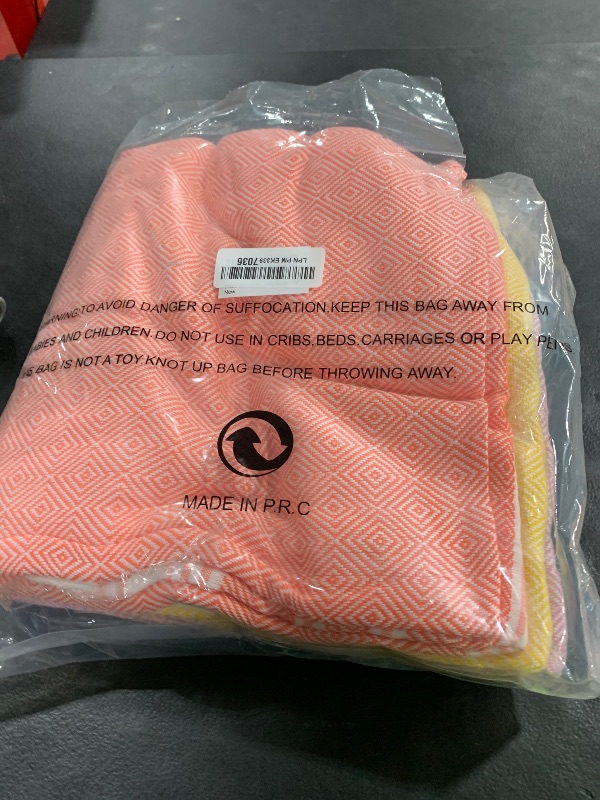 LPN PM EK339 7036
New
WARNING:TO AVOID DANGER OF SUFFOCATION.KEEP THIS BAG AWAY FROM
BABIES AND CHILDREN.DO NOT USE IN CRIBS,BEDS.CARRIAGES OR PLAY PENS.
BAG IS NOT A TOY.KNOT UP BAG BEFORE THROWING AWAY.
MADE IN P.R.C